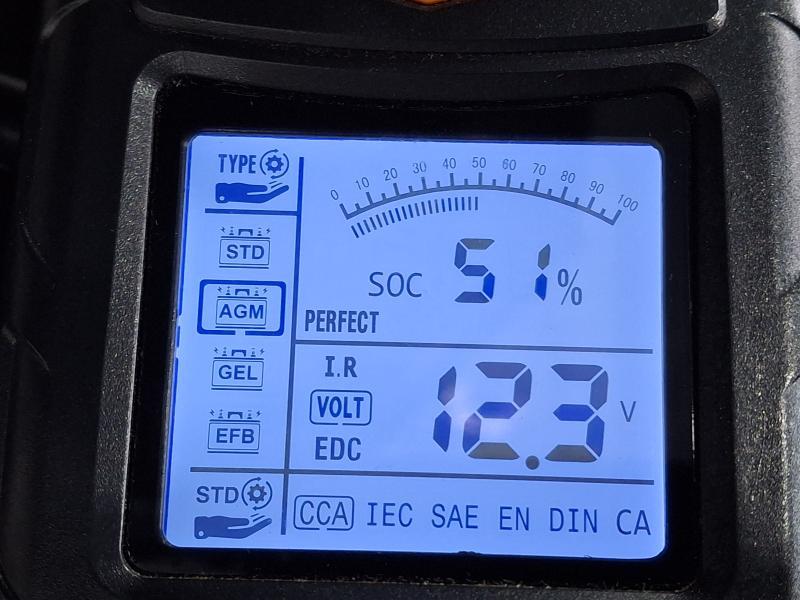 TYPE
STD
AGM
GEL
EFB
STD
0 10 20 30 40 50 60 70 80 90 100
SOC 51%
PERFECT
I.R
VOLT
EDC
12.3 V
CCA IEC SAE EN DIN CA